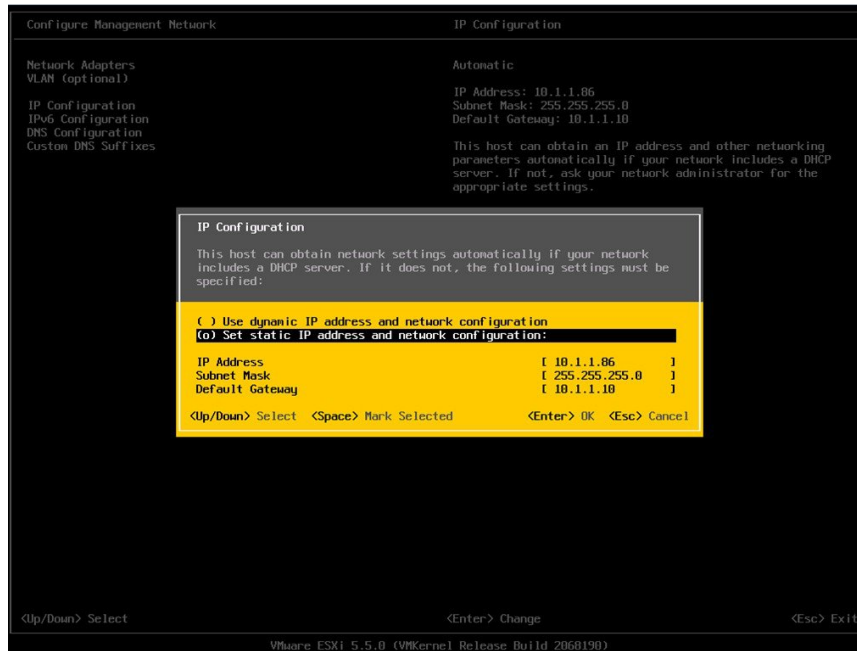 Configure Management Network
IP Configuration
Network Adapters
VLAN (optional)
IP Configuration
IPv6 Configuration
DNS Configuration
Custom DNS Suffixes
Automatic
IP Address: 10.1.1.86
Subnet Mask: 255.255.255.0
Default Gateway: 10.1.1.10
This host can obtain an IP address and other networking
parameters automatically if your network includes a DHCP
server. If not, ask your network administrator for the
appropriate settings.
IP Configuration
This host can obtain network settings automatically if your network
includes a DHCP server. If it does not, the following settings must be
specified:
( ) Use dynamic IP address and network configuration
(o) Set static IP address and network configuration:
IP Address [ 10.1.1.86 ]
Subnet Mask [ 255.255.255.0 ]
Default Gateway [ 10.1.1.10 ]
<Up/Down> Select <Space> Mark Selected <Enter> OK <Esc> Cancel
<Up/Down> Select <Enter> Change <Esc> Exit
VMware ESXi 5.5.0 (VMKernel Release Build 2068190)